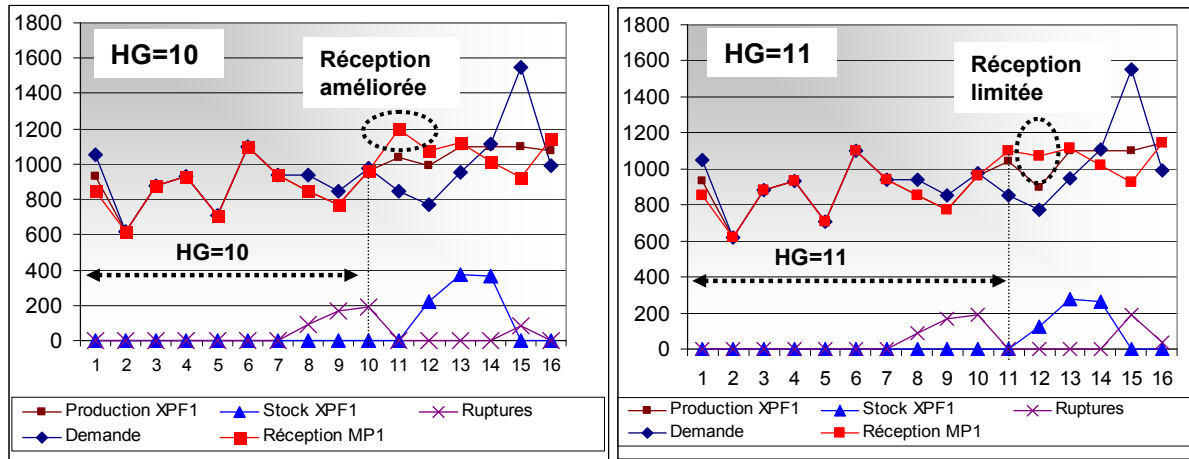 1800
1600
1400
1200
1000
800
600
400
200
0
HG=10
Réception
améliorée
HG=10
1 2 3 4 5 6 7 8 9 10 11 12 13 14 15 16
Production XPF1 Stock XPF1 Ruptures
Demande Réception MP1
1800
1600
1400
1200
1000
800
600
400
200
0
HG=11
Réception
limitée
HG=11
1 2 3 4 5 6 7 8 9 10 11 12 13 14 15 16
Production XPF1 Stock XPF1 Ruptures
Demande Réception MP1